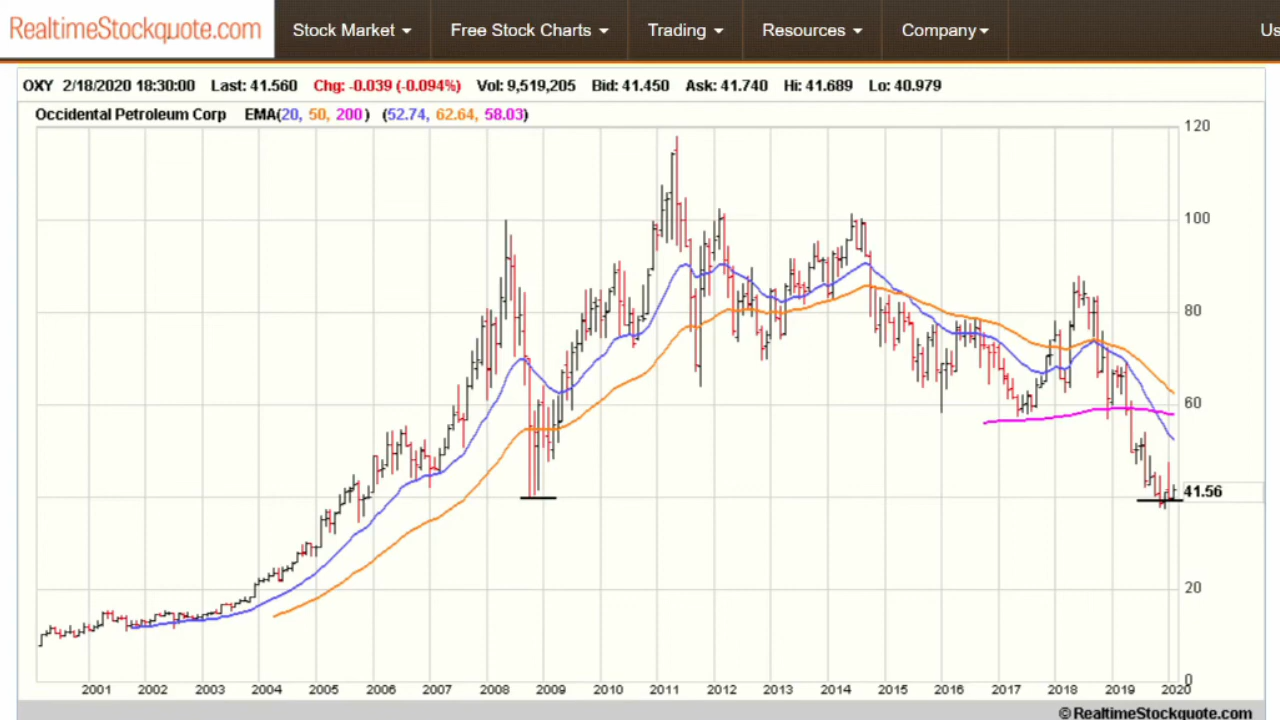 RealtimeStockquote.com Stock Market Free Stock Charts Trading Resources Company Us
OXY 2/18/2020 18:30:00 Last: 41.560 Chg: -0.039 (-0.094%) Vol: 9,519,205 Bid: 41.450 Ask: 41.740 Hi: 41.689 Lo: 40.979
Occidental Petroleum Corp EMA(20, 50, 200) (52.74, 62.64, 58.03)
120
100
80
60
41.56
20
0
2001 2002 2003 2004 2005 2006 2007 2008 2009 2010 2011 2012 2013 2014 2015 2016 2017 2018 2019 2020
© RealtimeStockquote.com